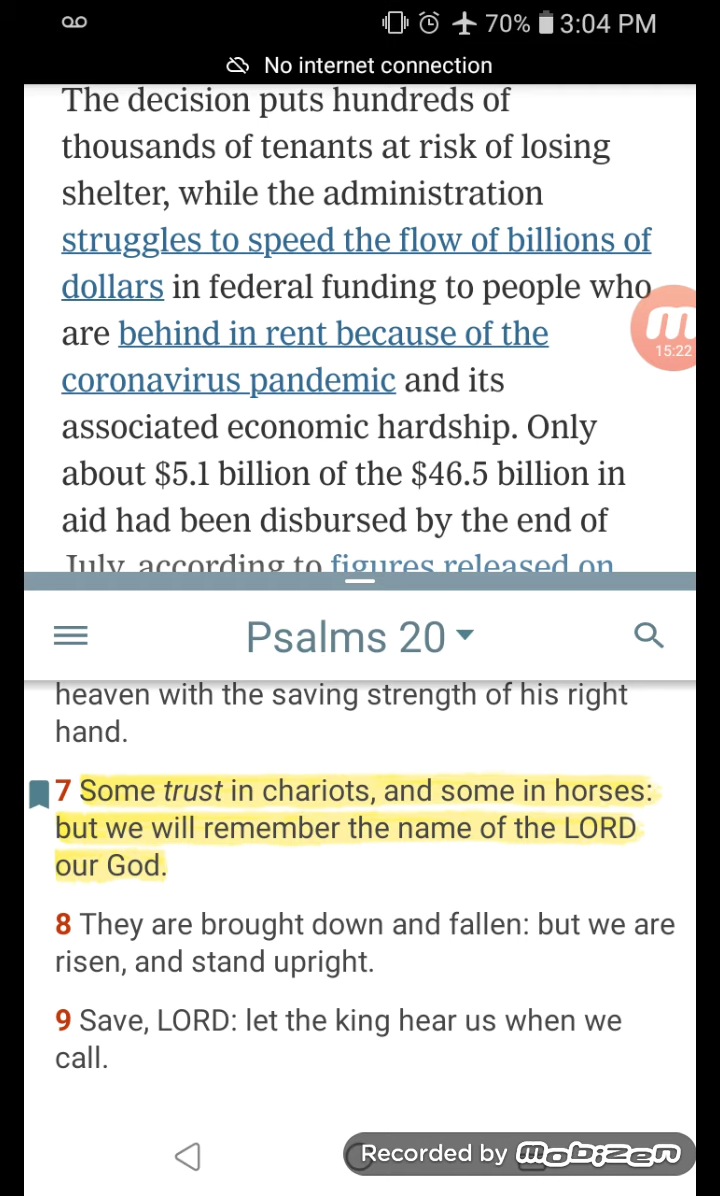 70% 3:04 PM
No internet connection
The decision puts hundreds of
thousands of tenants at risk of losing
shelter, while the administration
struggles to speed the flow of billions of
dollars in federal funding to people who
are behind in rent because of the
15:22
coronavirus pandemic and its
associated economic hardship. Only
about $5.1 billion of the $46.5 billion in
aid had been disbursed by the end of
July, according to figures released on
Psalms 20
heaven with the saving strength of his right
hand.
7 Some trust in chariots, and some in horses:
but we will remember the name of the LORD
our God.
8 They are brought down and fallen: but we are
risen, and stand upright.
9 Save, LORD: let the king hear us when we
call.
Recorded by mobizen